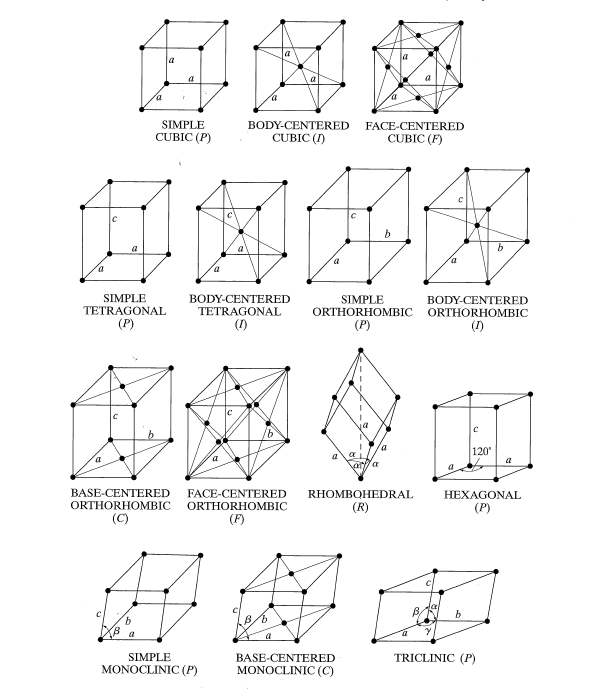 a
a
a
a
a
a
a
a
a
SIMPLE
CUBIC (P)
BODY-CENTERED
CUBIC (I)
FACE-CENTERED
CUBIC (F)
c
a
a
c
a
a
c
b
a
c
b
a
SIMPLE
TETRAGONAL
(P)
BODY-CENTERED
TETRAGONAL
(I)
SIMPLE
ORTHORHOMBIC
(P)
BODY-CENTERED
ORTHORHOMBIC
(I)
c
b
a
c
b
a
a
a
a
α
α
α
c
120°
a
a
BASE-CENTERED
ORTHORHOMBIC
(C)
FACE-CENTERED
ORTHORHOMBIC
(F)
RHOMBOHEDRAL
(R)
HEXAGONAL
(P)
c
b
β
a
c
β
b
a
c
β
α
b
a
γ
SIMPLE
MONOCLINIC (P)
BASE-CENTERED
MONOCLINIC (C)
TRICLINIC (P)